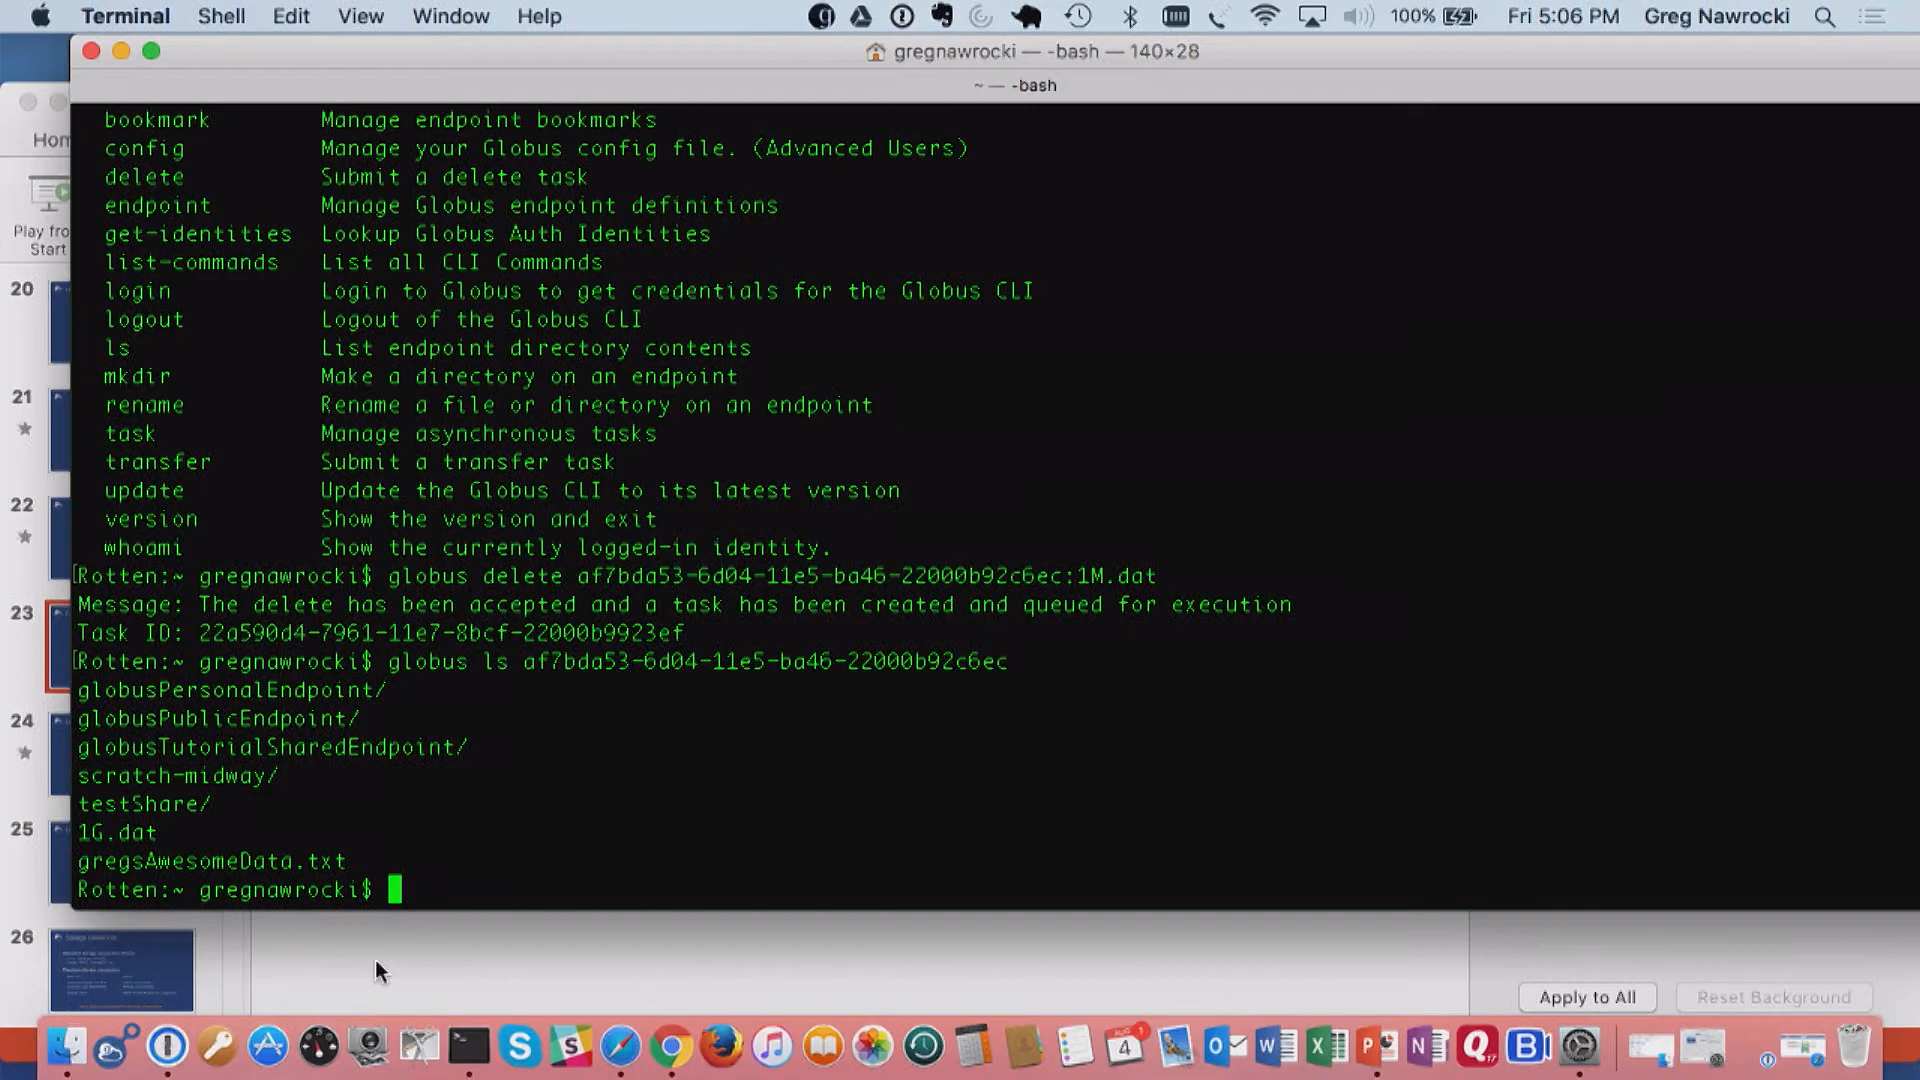 Terminal Shell Edit View Window Help 100% Fri 5:06 PM Greg Nawrocki
gregnawrocki — -bash — 140×28
~ — -bash
Hom
Play fro
Start
bookmark Manage endpoint bookmarks
config Manage your Globus config file. (Advanced Users)
delete Submit a delete task
endpoint Manage Globus endpoint definitions
get-identities Lookup Globus Auth Identities
list-commands List all CLI Commands
login Login to Globus to get credentials for the Globus CLI
logout Logout of the Globus CLI
ls List endpoint directory contents
mkdir Make a directory on an endpoint
rename Rename a file or directory on an endpoint
task Manage asynchronous tasks
transfer Submit a transfer task
update Update the Globus CLI to its latest version
version Show the version and exit
whoami Show the currently logged-in identity.
[Rotten:~ gregnawrocki$ globus delete af7bda53-6d04-11e5-ba46-22000b92c6ec:1M.dat
Message: The delete has been accepted and a task has been created and queued for execution
Task ID: 22a590d4-7961-11e7-8bcf-22000b9923ef
[Rotten:~ gregnawrocki$ globus ls af7bda53-6d04-11e5-ba46-22000b92c6ec
globusPersonalEndpoint/
globusPublicEndpoint/
globusTutorialSharedEndpoint/
scratch-midway/
testShare/
1G.dat
gregsAwesomeData.txt
Rotten:~ gregnawrocki$
20
21
22
23
24
25
26
Apply to All Reset Background
AUG
4